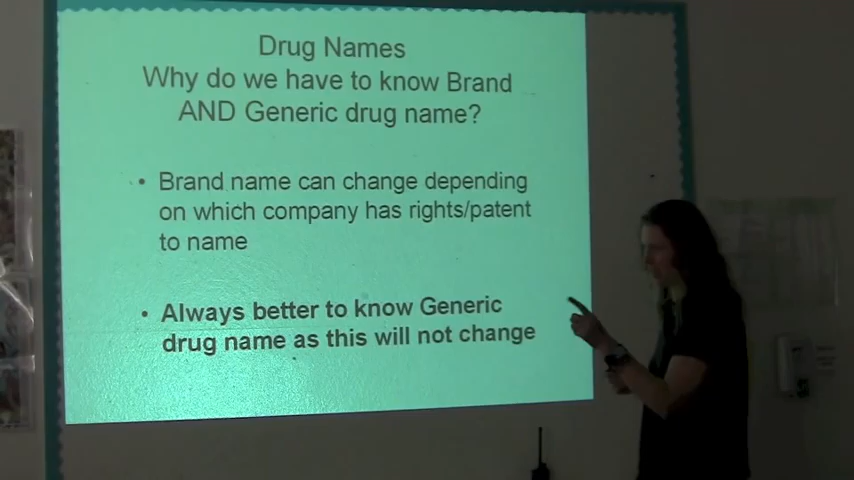 Drug Names
Why do we have to know Brand
AND Generic drug name?
• Brand name can change depending
on which company has rights/patent
to name
• Always better to know Generic
drug name as this will not change